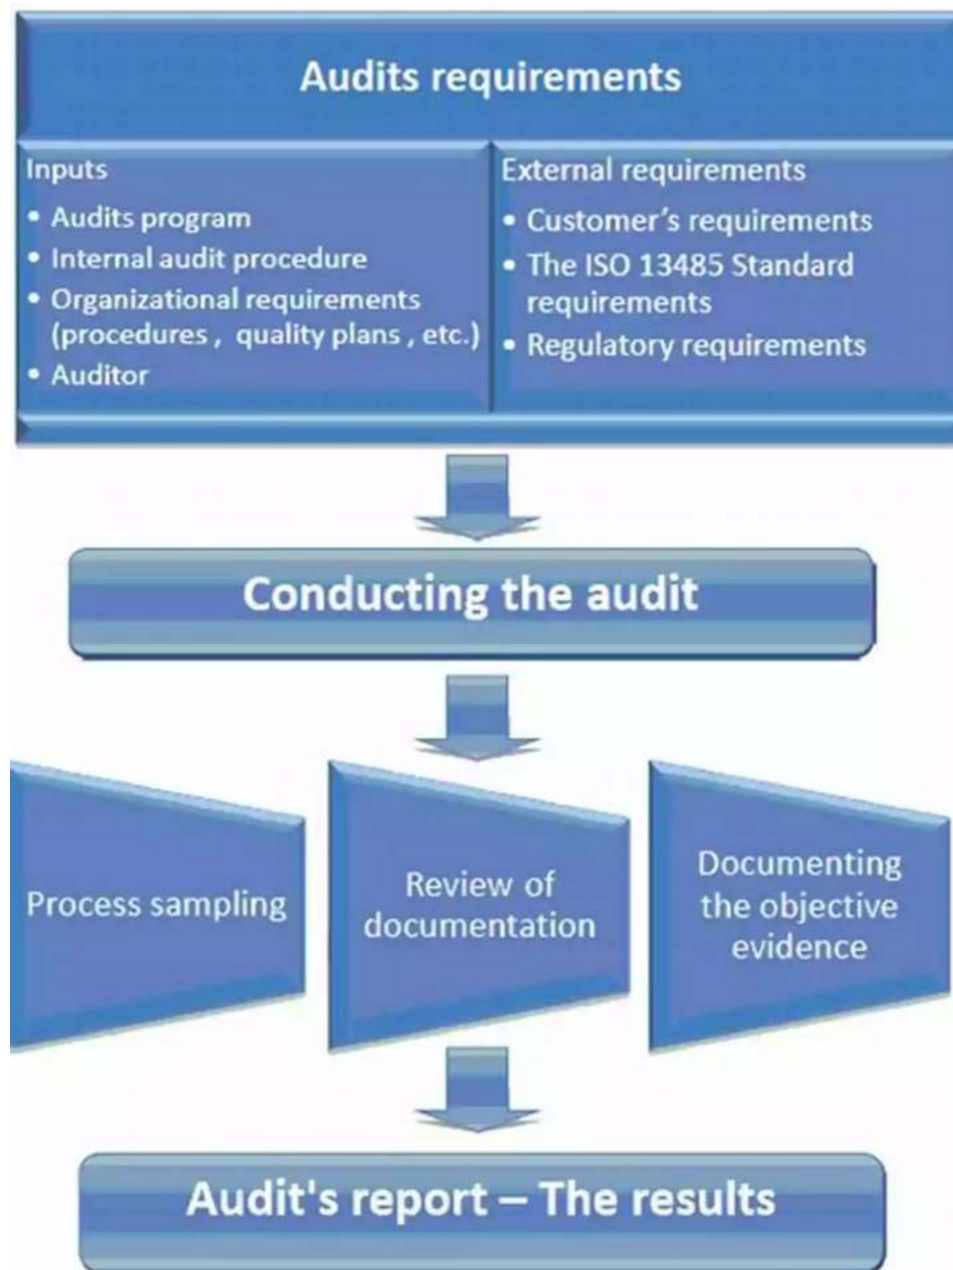 Audits requirements
Inputs
• Audits program
• Internal audit procedure
• Organizational requirements
(procedures , quality plans , etc.)
• Auditor
External requirements
• Customer’s requirements
• The ISO 13485 Standard
requirements
• Regulatory requirements
Conducting the audit
Process sampling
Review of
documentation
Documenting
the objective
evidence
Audit's report – The results